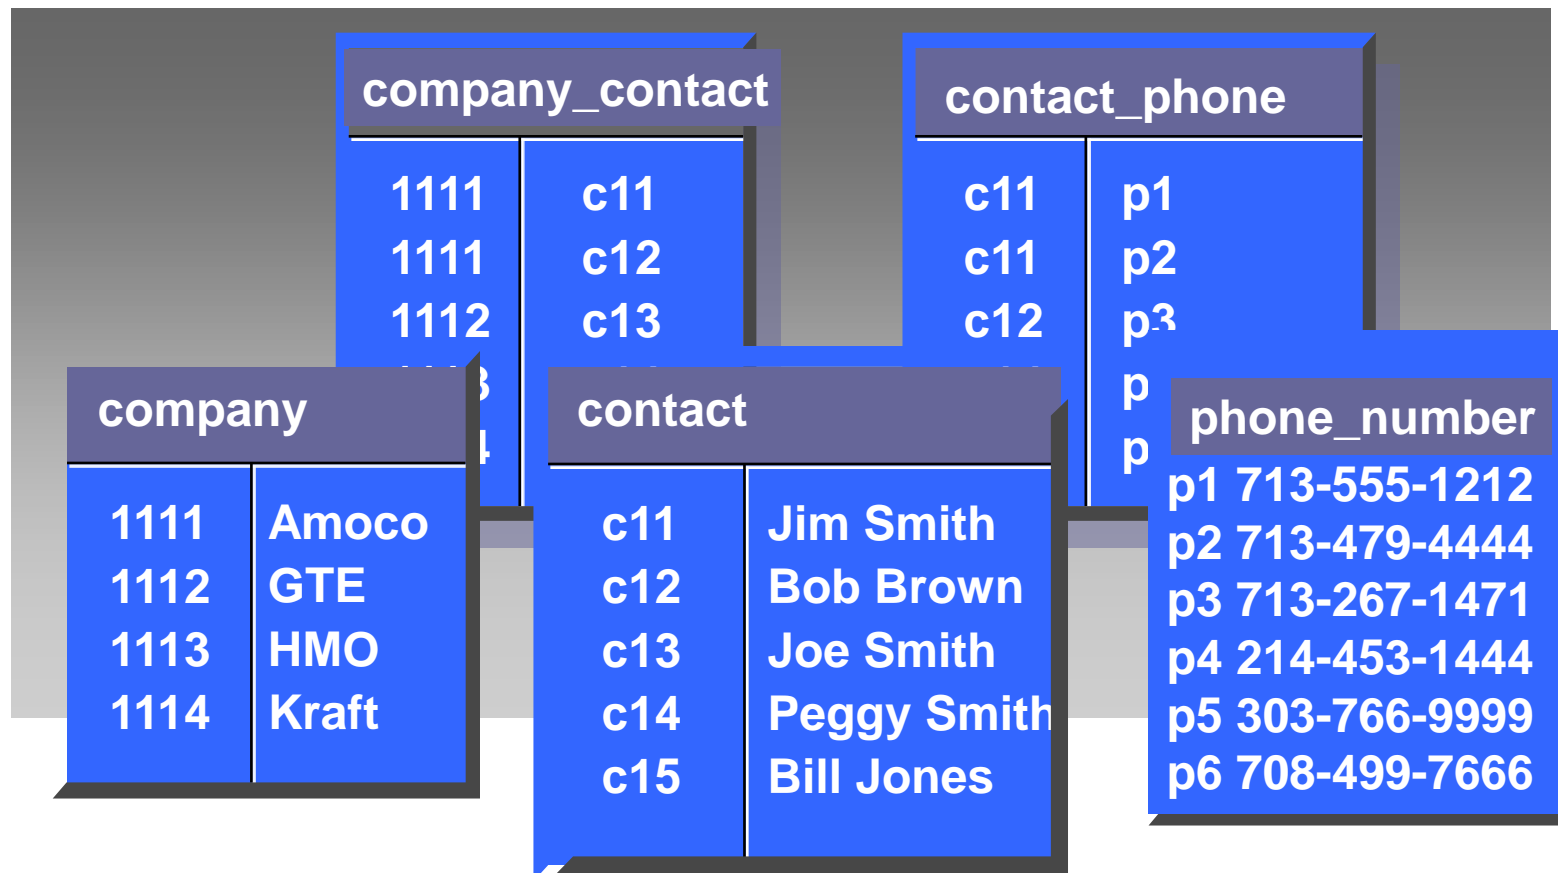 company_contact
1111 c11
1111 c12
1112 c13
contact_phone
c11 p1
c11 p2
c12 p3
p
p
company
1111 Amoco
1112 GTE
1113 HMO
1114 Kraft
contact
c11 Jim Smith
c12 Bob Brown
c13 Joe Smith
c14 Peggy Smith
c15 Bill Jones
phone_number
p1 713-555-1212
p2 713-479-4444
p3 713-267-1471
p4 214-453-1444
p5 303-766-9999
p6 708-499-7666